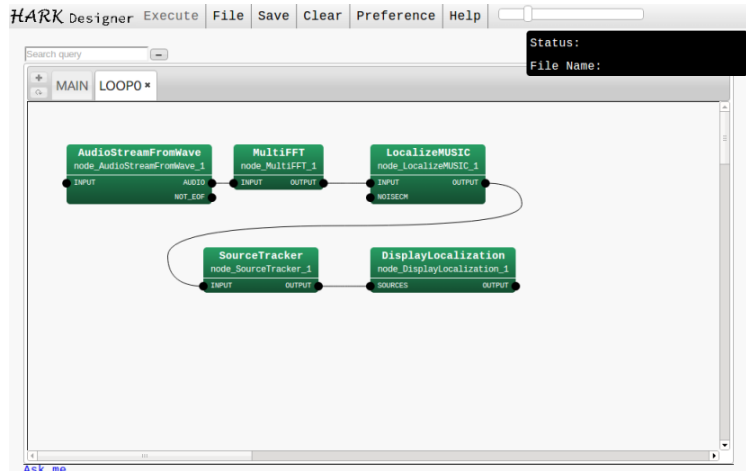 HARK Designer Execute File Save Clear Preference Help
Status:
File Name:
Search query
MAIN LOOP0
AudioStreamFromWave
node_AudioStreamFromWave_1
INPUT AUDIO
NOT_EOF
MultiFFT
node_MultiFFT_1
INPUT OUTPUT
LocalizeMUSIC
node_LocalizeMUSIC_1
INPUT OUTPUT
NOISECM
SourceTracker
node_SourceTracker_1
INPUT OUTPUT
DisplayLocalization
node_DisplayLocalization_1
SOURCES OUTPUT
Ask me